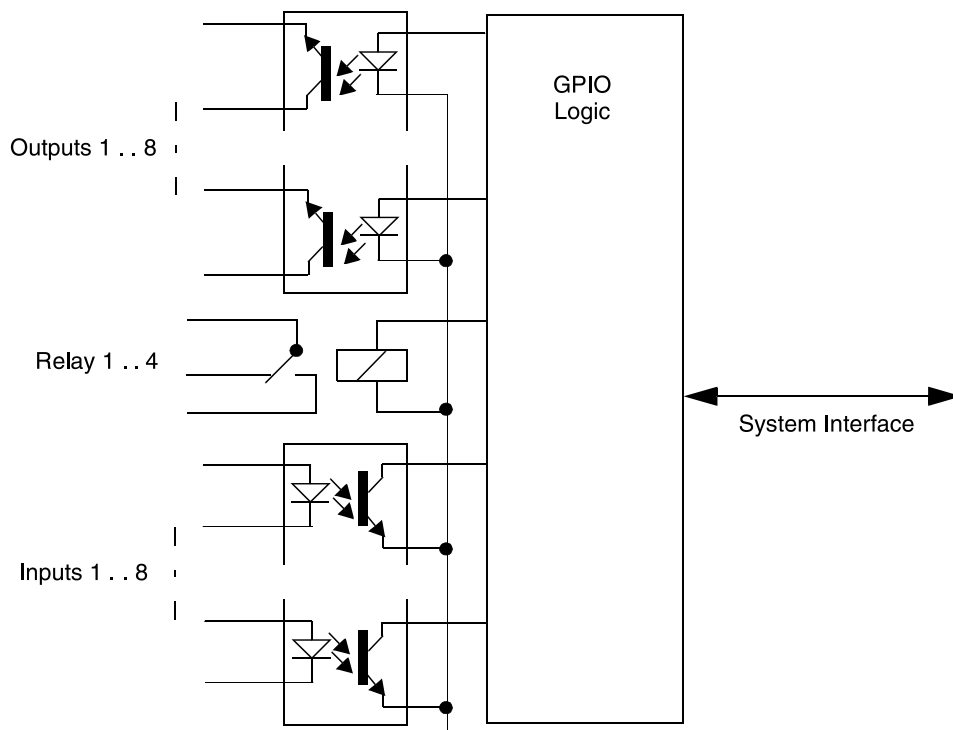 GPIO
Logic
Outputs 1 . . 8
Relay 1 . . 4
System Interface
Inputs 1 . . 8